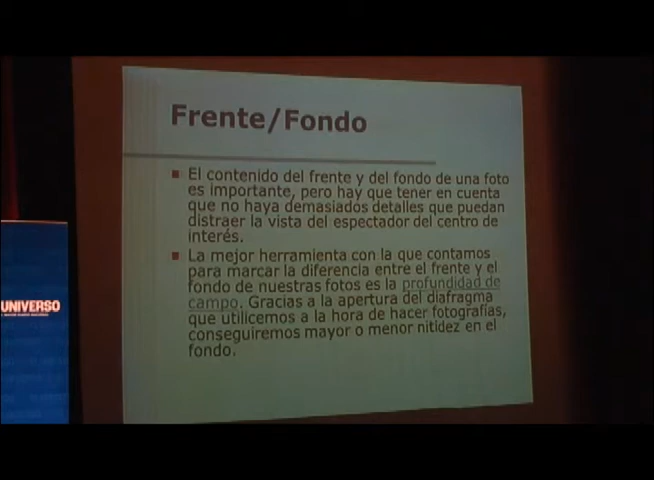 Frente/Fondo
El contenido del frente y del fondo de una foto
es importante, pero hay que tener en cuenta
que no haya demasiados detalles que puedan
distraer la vista del espectador del centro de
interés.
La mejor herramienta con la que contamos
para marcar la diferencia entre el frente y el
fondo de nuestras fotos es la profundidad de
campo. Gracias a la apertura del diafragma
que utilicemos a la hora de hacer fotografías,
conseguiremos mayor o menor nitidez en el
fondo.
UNIVERSO